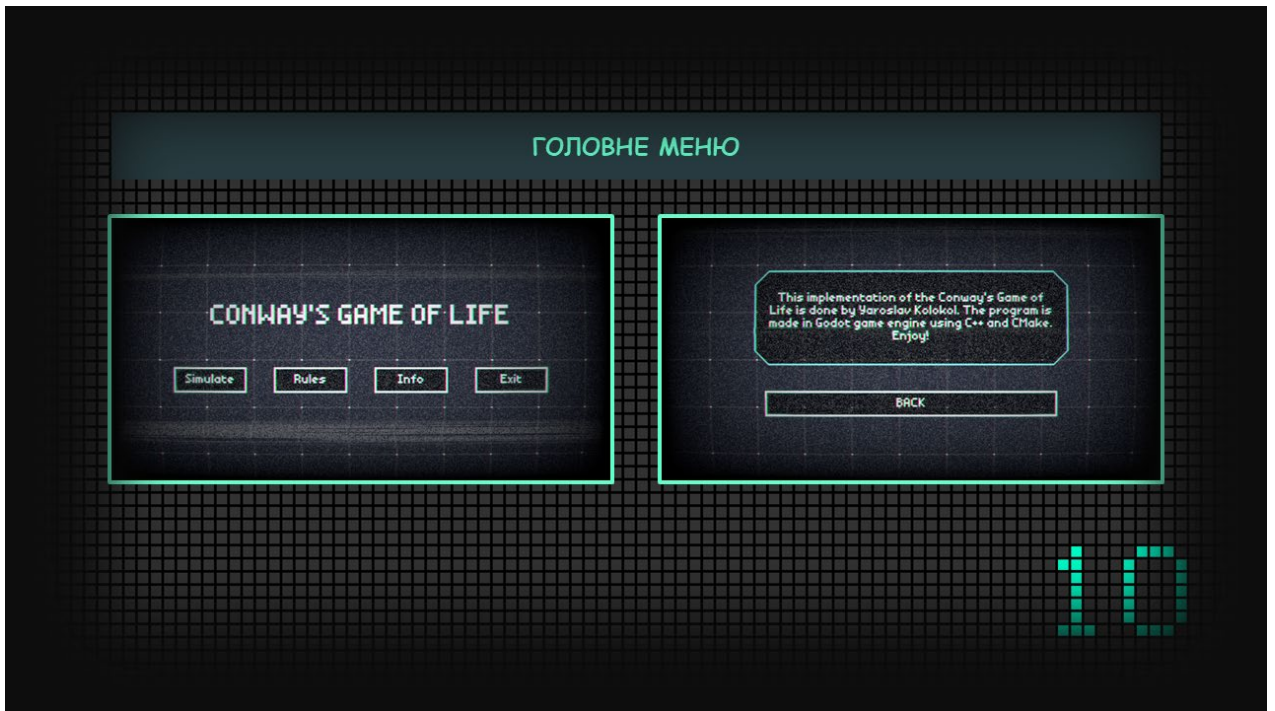 ГОЛОВНЕ МЕНЮ
CONWAY'S GAME OF LIFE
Simulate
Rules
Info
Exit
This implementation of the Conway's Game of
Life is done by Yaroslav Kolokol. The program is
made in Godot game engine using C++ and CMake.
Enjoy!
BACK
10